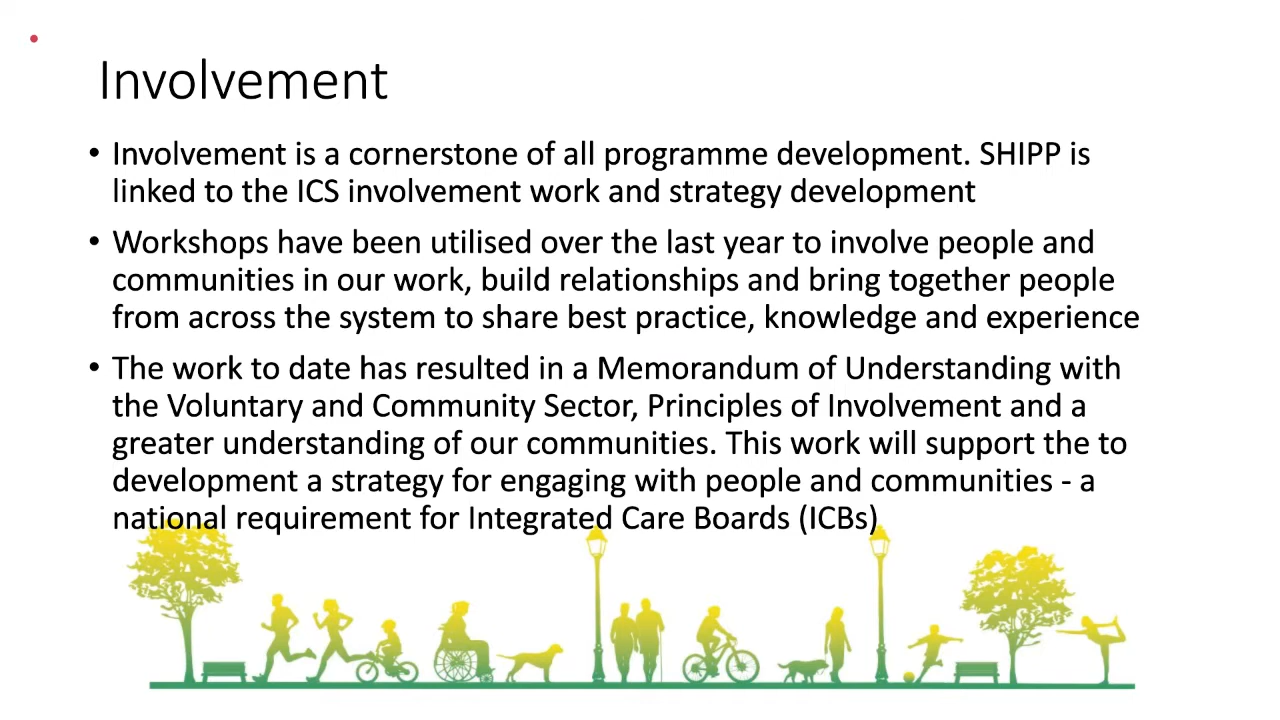 Involvement
• Involvement is a cornerstone of all programme development. SHIPP is
linked to the ICS involvement work and strategy development
• Workshops have been utilised over the last year to involve people and
communities in our work, build relationships and bring together people
from across the system to share best practice, knowledge and experience
• The work to date has resulted in a Memorandum of Understanding with
the Voluntary and Community Sector, Principles of Involvement and a
greater understanding of our communities. This work will support the to
development a strategy for engaging with people and communities - a
national requirement for Integrated Care Boards (ICBs)